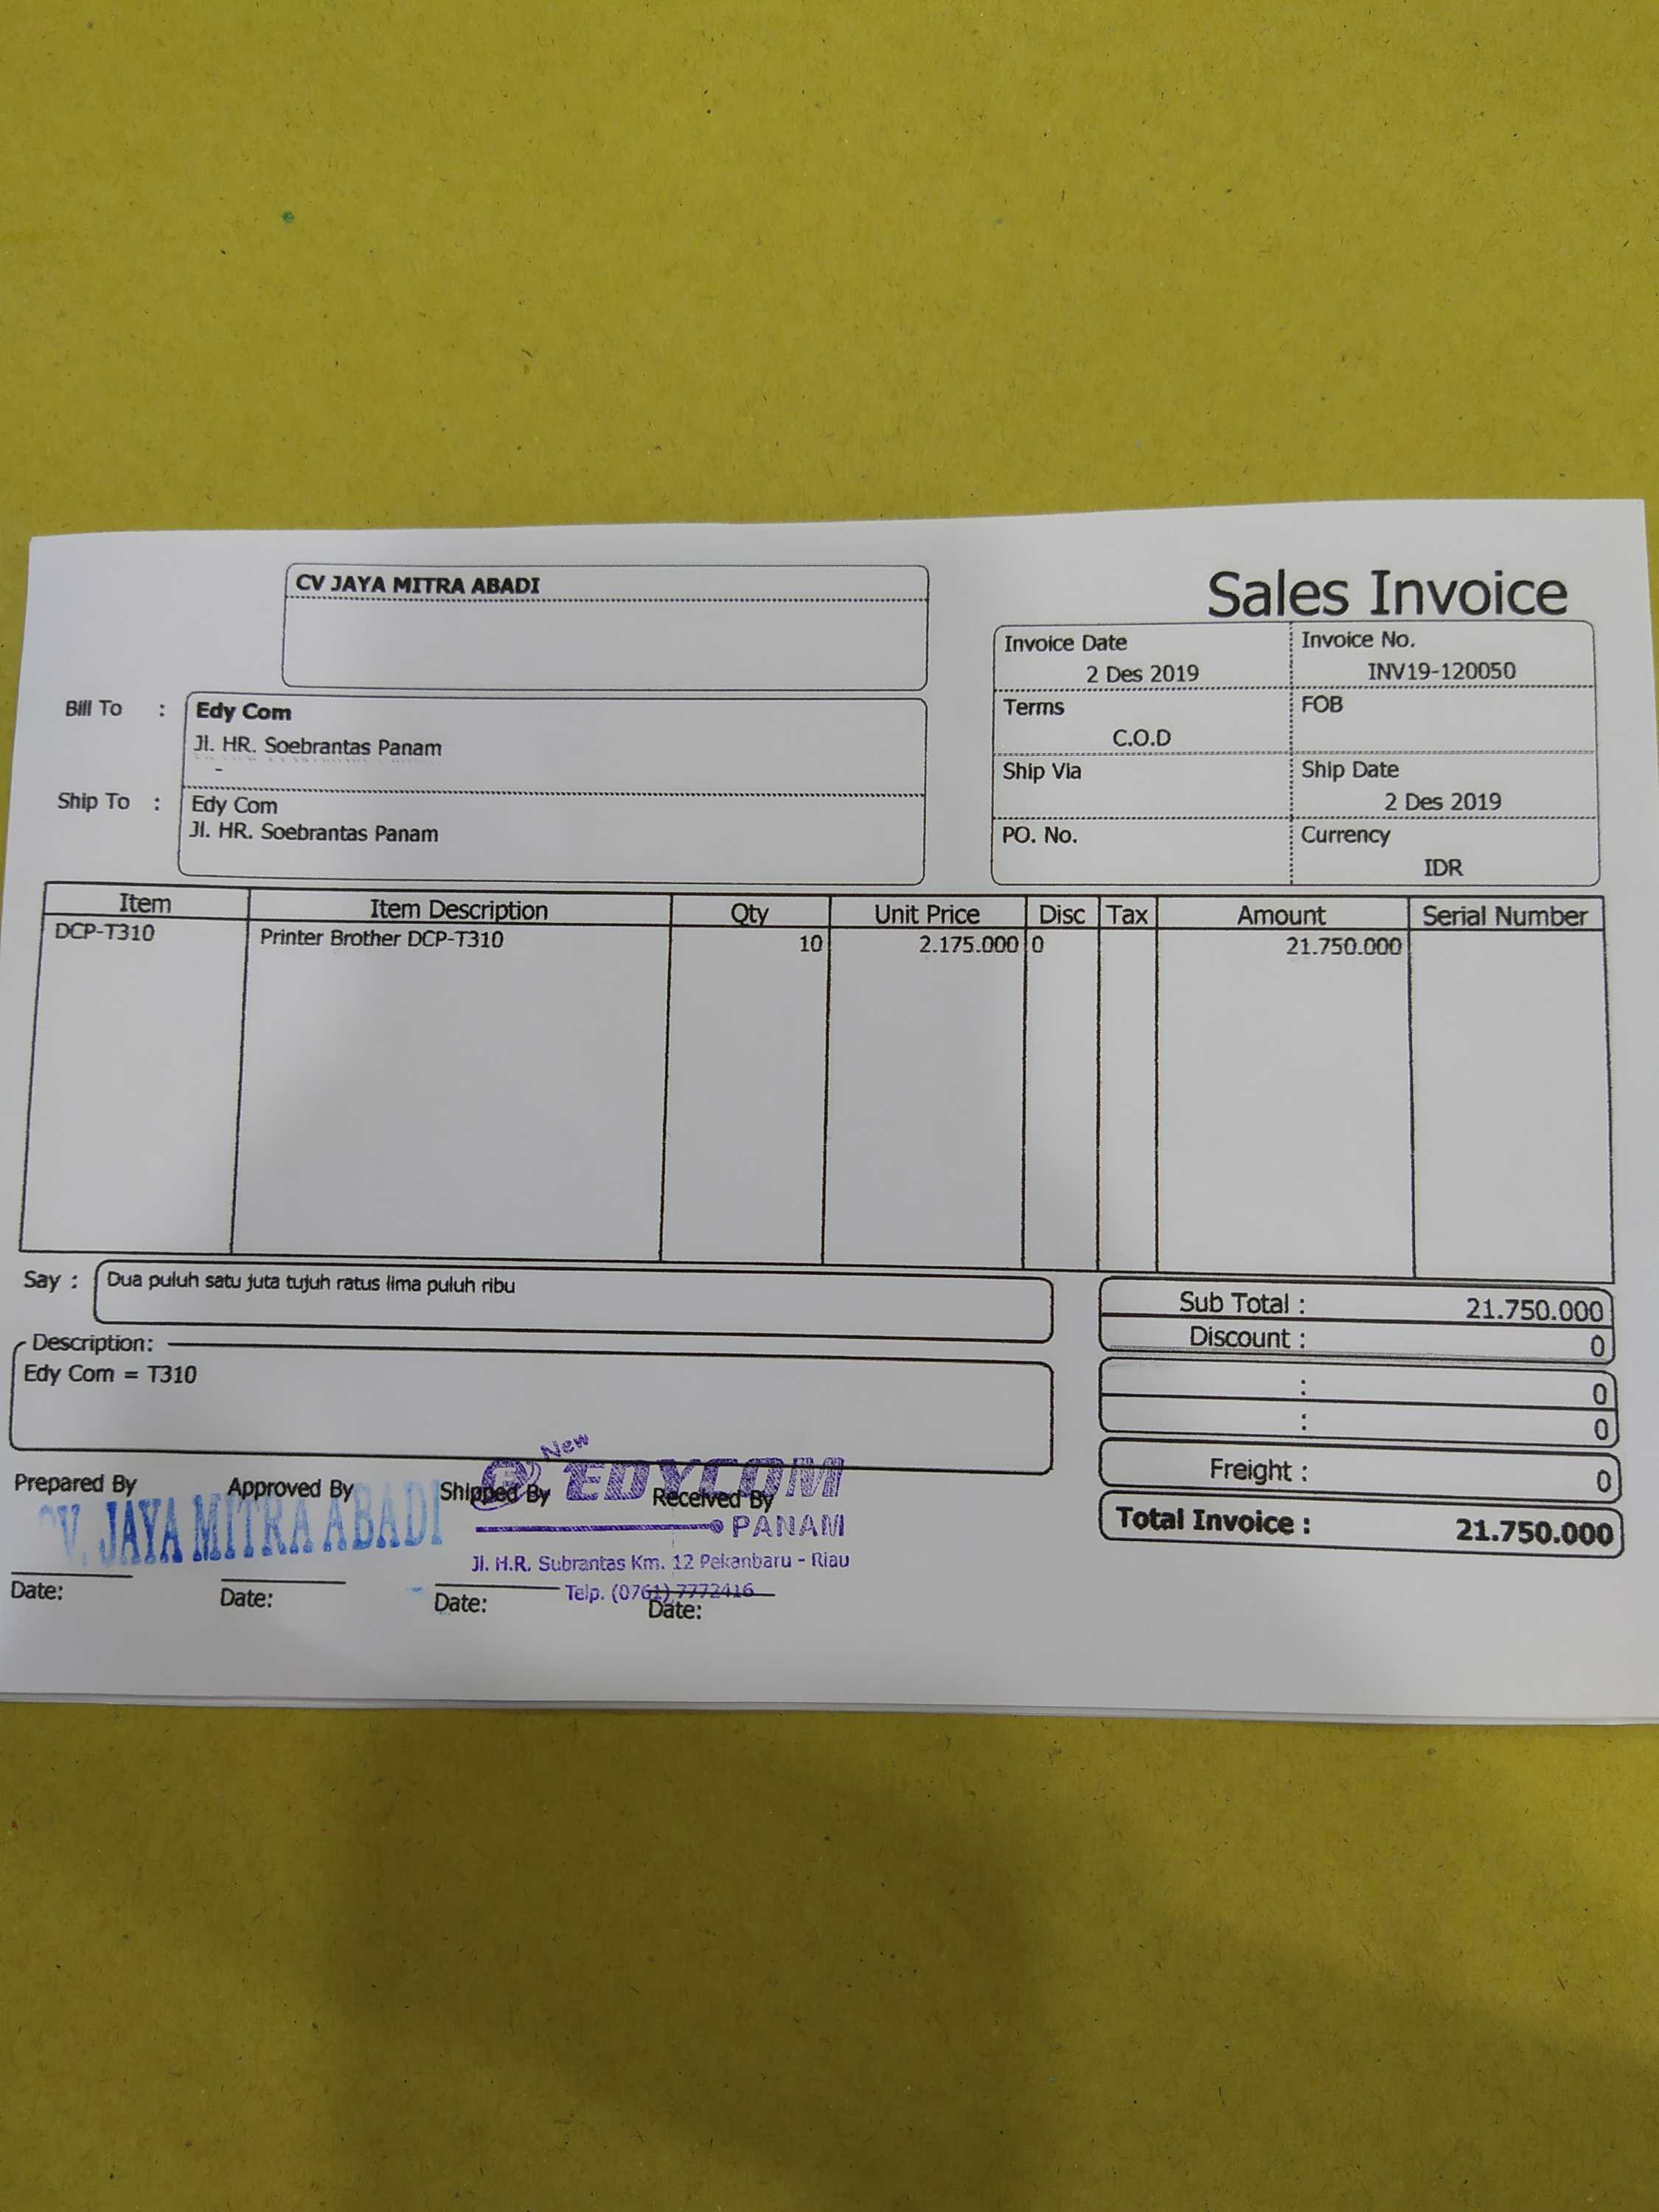 CV JAYA MITRA ABADI
Sales Invoice
Invoice Date
2 Des 2019
Invoice No.
INV19-120050
Terms
C.O.D
FOB
Ship Via
Ship Date
2 Des 2019
PO. No.
Currency
IDR
Bill To :
Edy Com
Jl. HR. Soebrantas Panam
-
Ship To :
Edy Com
Jl. HR. Soebrantas Panam
Item Item Description Qty Unit Price Disc Tax Amount Serial Number
DCP-T310 Printer Brother DCP-T310 10 2.175.000 0 21.750.000
Say : Dua puluh satu juta tujuh ratus lima puluh ribu
Sub Total : 21.750.000
Discount : 0
: 0
: 0
Freight : 0
Total Invoice : 21.750.000
Description:
Edy Com = T310
Prepared By Approved By Shipped By Received By
CV. JAYA MITRA ABADI
New
EDYCOM
PANAM
Jl. H.R. Subrantas Km. 12 Pekanbaru - Riau
Telp. (0761) 7772416
Date: Date: Date: Date: